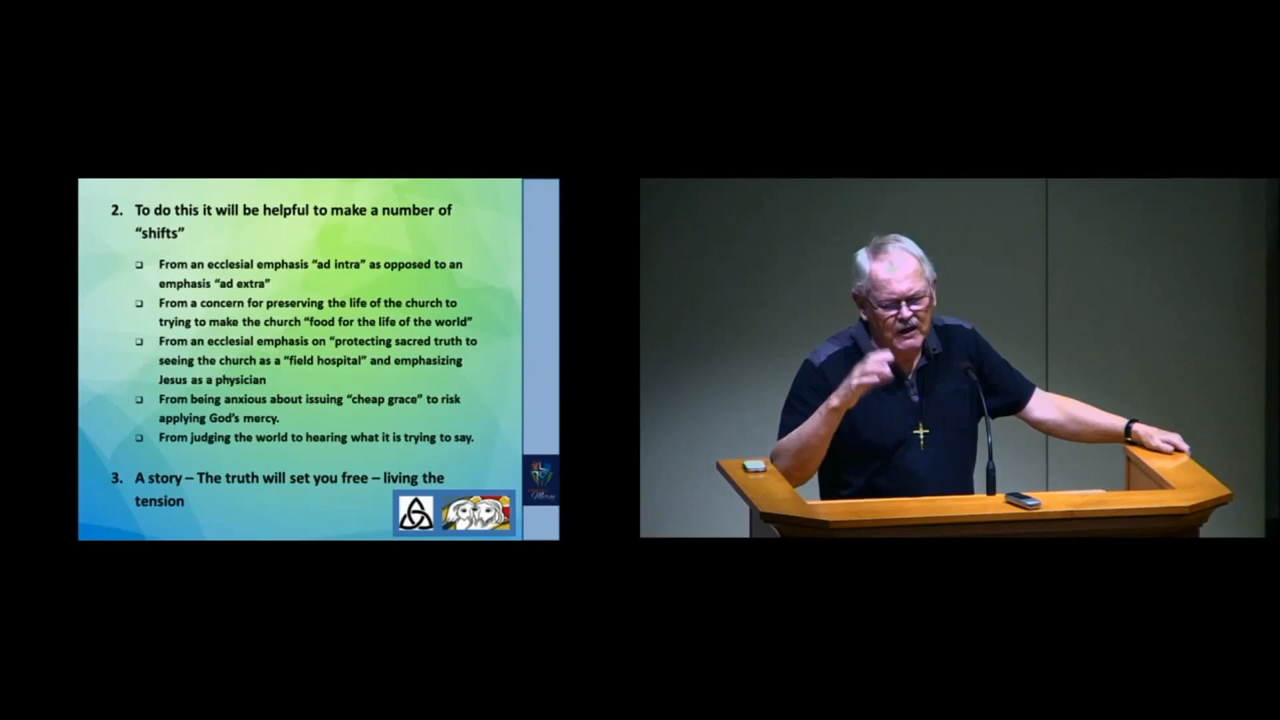 2. To do this it will be helpful to make a number of
"shifts"
❑ From an ecclesial emphasis "ad intra" as opposed to an
emphasis "ad extra"
❑ From a concern for preserving the life of the church to
trying to make the church "food for the life of the world"
❑ From an ecclesial emphasis on "protecting sacred truth to
seeing the church as a "field hospital" and emphasizing
Jesus as a physician
❑ From being anxious about issuing "cheap grace" to risk
applying God's mercy.
❑ From judging the world to hearing what it is trying to say.
3. A story – The truth will set you free – living the
tension
Mercy